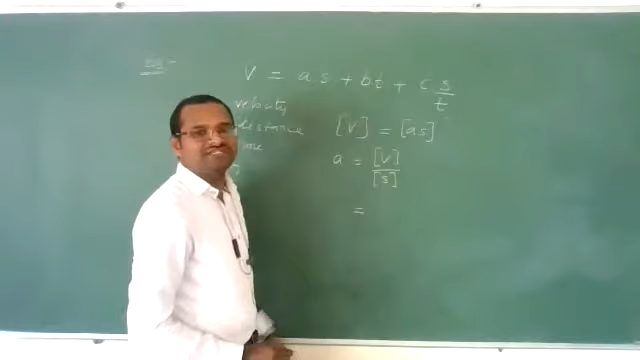 V = as + bt + c s/t
velocity
distance
[V] = [as]
a = [V]/[s]
=